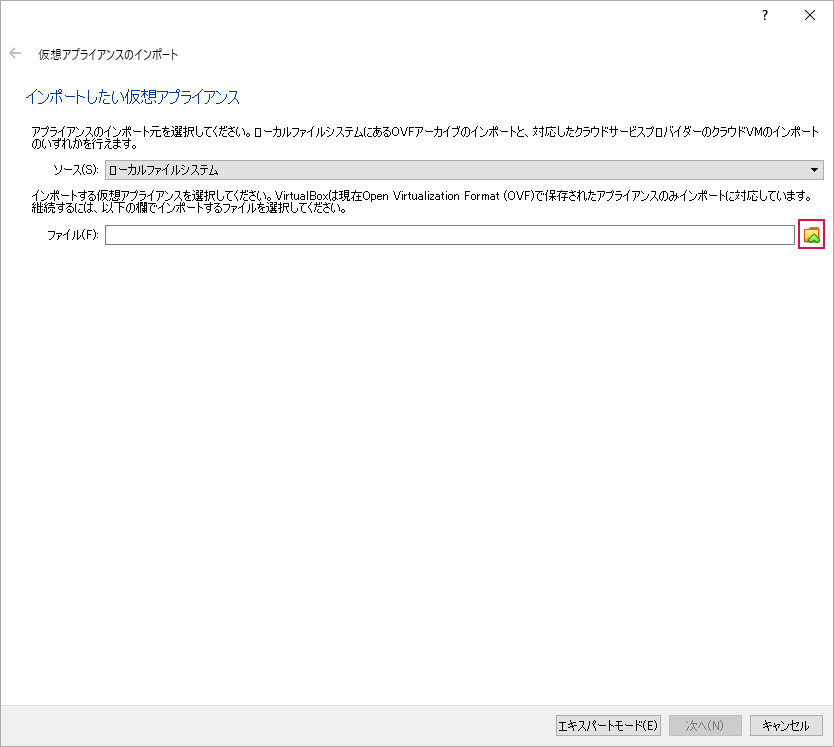 ?
仮想アプライアンスのインポート
インポートしたい仮想アプライアンス
アプライアンスのインポート元を選択してください。ローカルファイルシステムにあるOVFアーカイブのインポートと、対応したクラウドサービスプロバイダーのクラウドVMのインポート
のいずれかを行えます。
ソース(S): ローカルファイルシステム
インポートする仮想アプライアンスを選択してください。VirtualBoxは現在Open Virtualization Format (OVF)で保存されたアプライアンスのみインポートに対応しています。
継続するには、以下の欄でインポートするファイルを選択してください。
ファイル(F):
エキスパートモード(E) 次へ(N) キャンセル